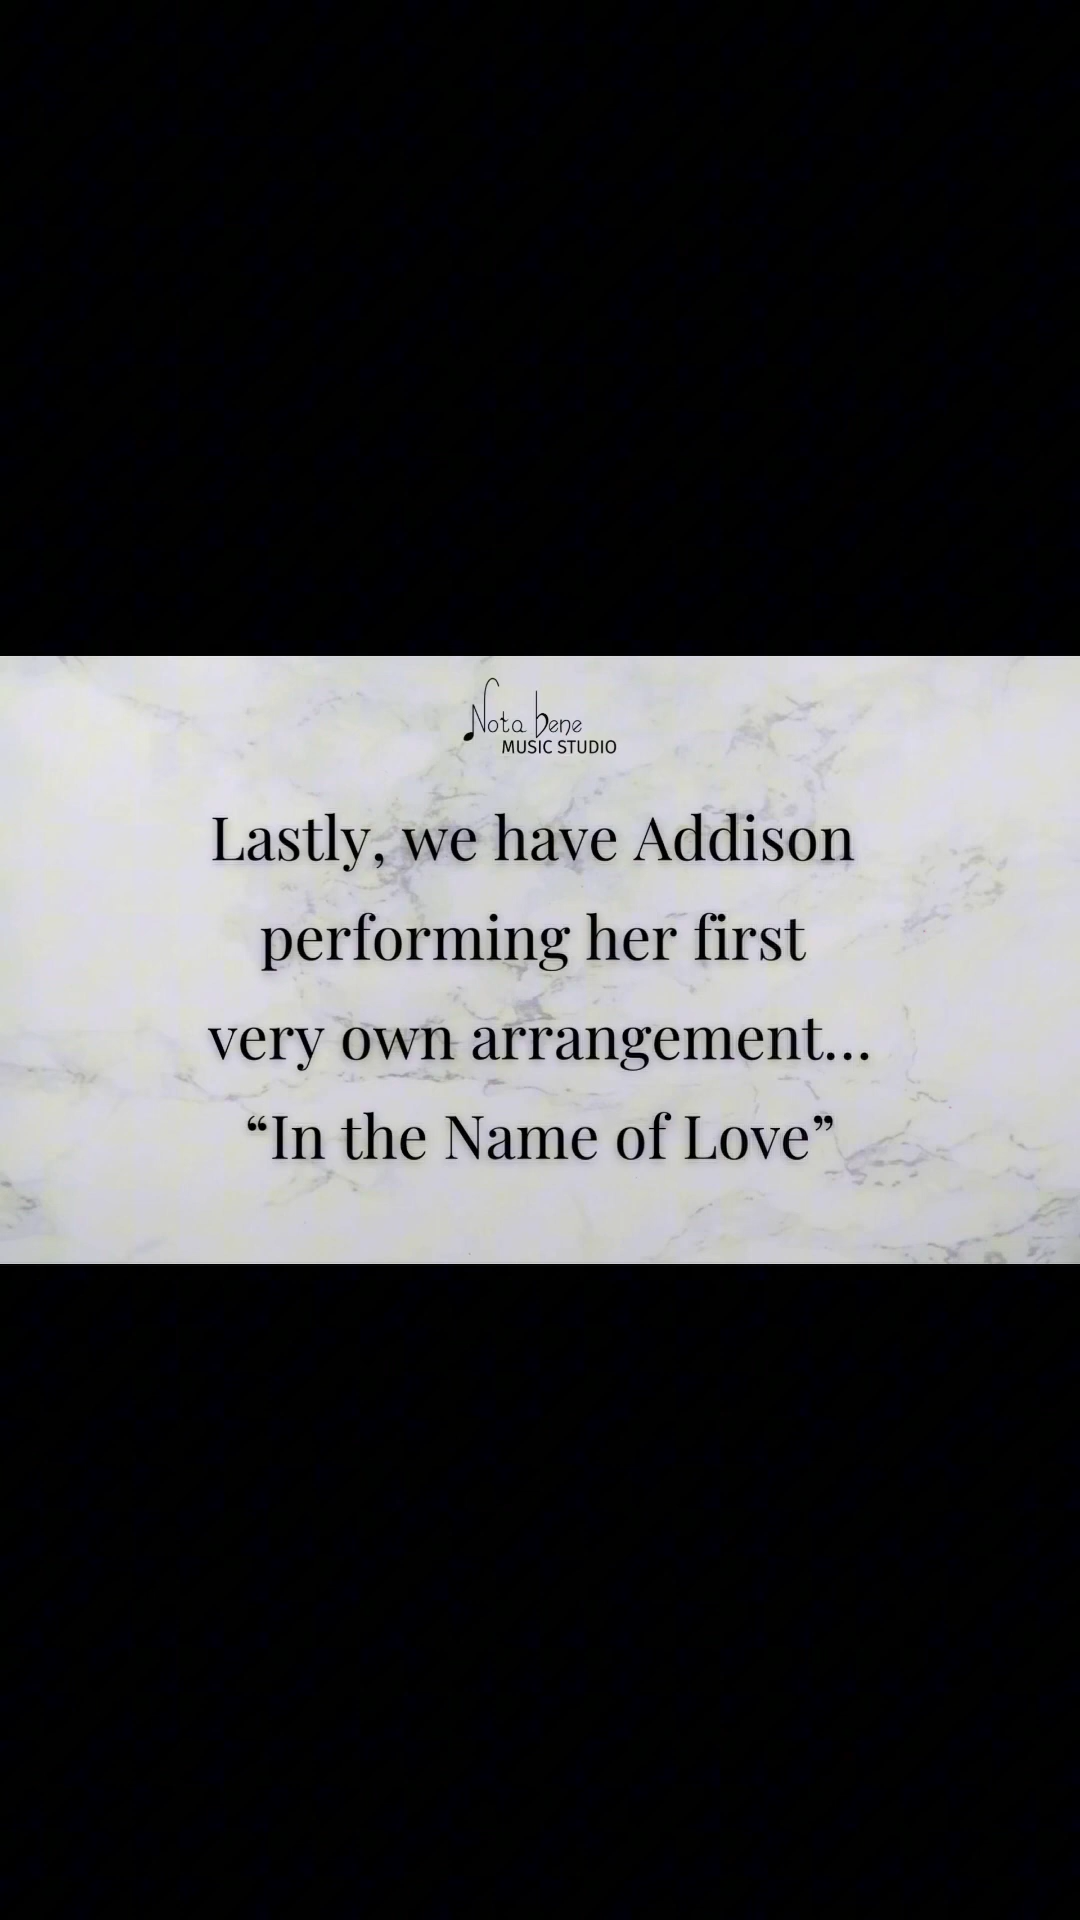 Nota bene
MUSIC STUDIO
Lastly, we have Addison
performing her first
very own arrangement...
“In the Name of Love”